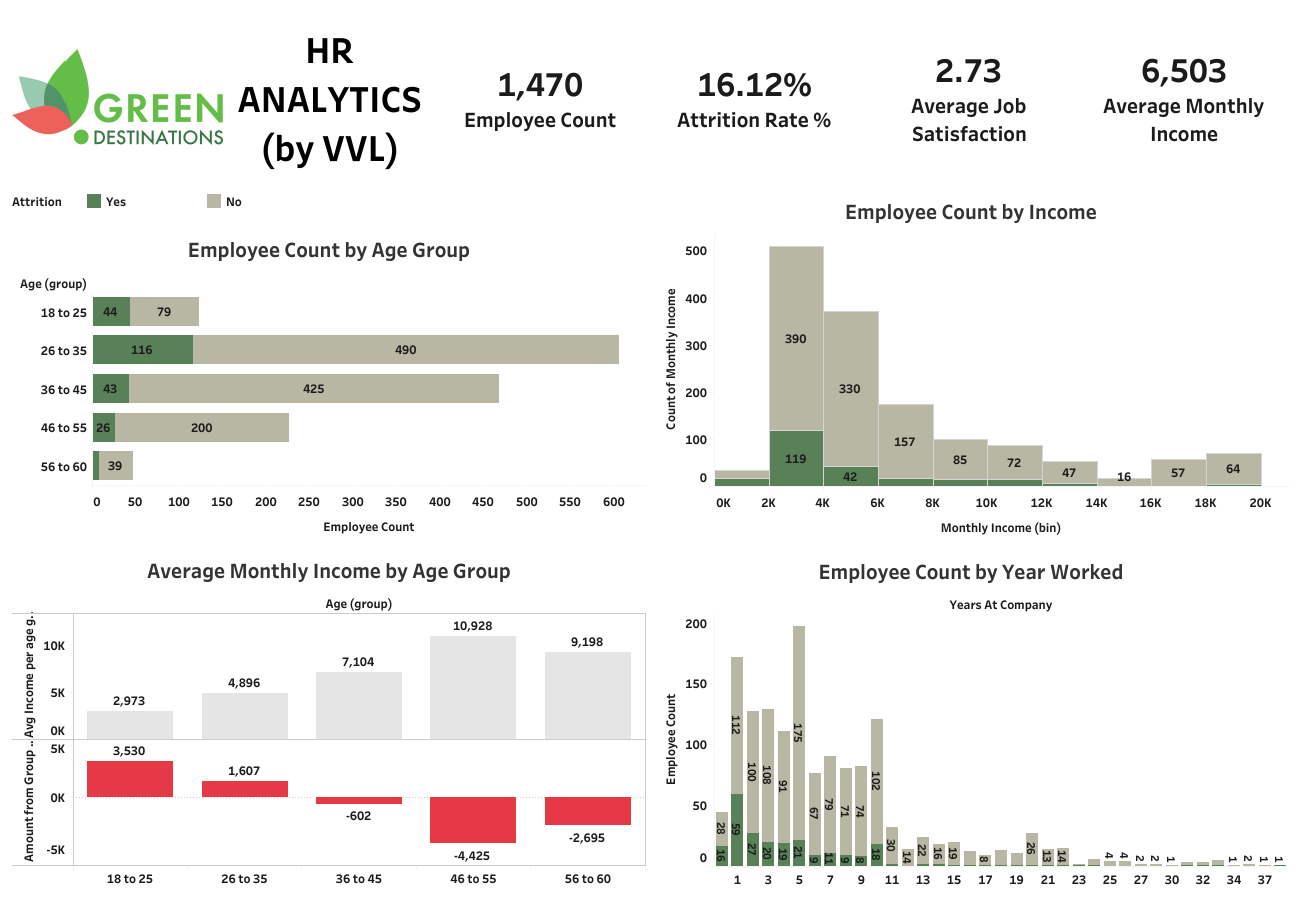 GREEN
DESTINATIONS
HR
ANALYTICS
(by VVL)
1,470
Employee Count
16.12%
Attrition Rate %
2.73
Average Job
Satisfaction
6,503
Average Monthly
Income
Attrition
Yes
No
Employee Count by Age Group
Age (group)
18 to 25
44
79
26 to 35
116
490
36 to 45
43
425
46 to 55
26
200
56 to 60
39
0
50
100
150
200
250
300
350
400
450
500
550
600
Employee Count
Employee Count by Income
Count of Monthly Income
500
400
300
200
100
0
390
119
330
42
157
85
72
47
16
57
64
0K
2K
4K
6K
8K
10K
12K
14K
16K
18K
20K
Monthly Income (bin)
Average Monthly Income by Age Group
Age (group)
Avg Income per age g..
10K
5K
0K
2,973
4,896
7,104
10,928
9,198
Amount from Group ..
5K
0K
-5K
3,530
1,607
-602
-4,425
-2,695
18 to 25
26 to 35
36 to 45
46 to 55
56 to 60
Employee Count by Year Worked
Years At Company
Employee Count
200
150
100
50
0
28
16
112
59
100
27
108
20
91
19
175
21
67
9
79
11
71
9
74
8
102
18
30
14
22
16
19
8
26
13
14
4
4
2
2
1
1
2
1
1
1
3
5
7
9
11
13
15
17
19
21
23
25
27
30
32
34
37